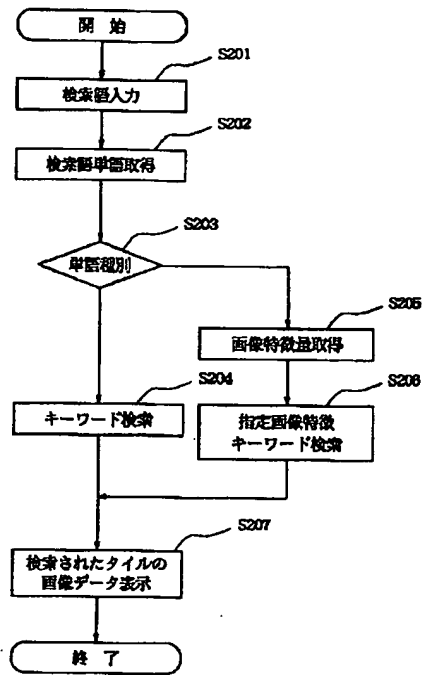 開 始
S201
検索語入力
S202
検索語単語取得
S203
単語種別
S205
画像特徴量取得
S204
キーワード検索
S206
指定画像特徴
キーワード検索
S207
検索されたタイルの
画像データ表示
終 了